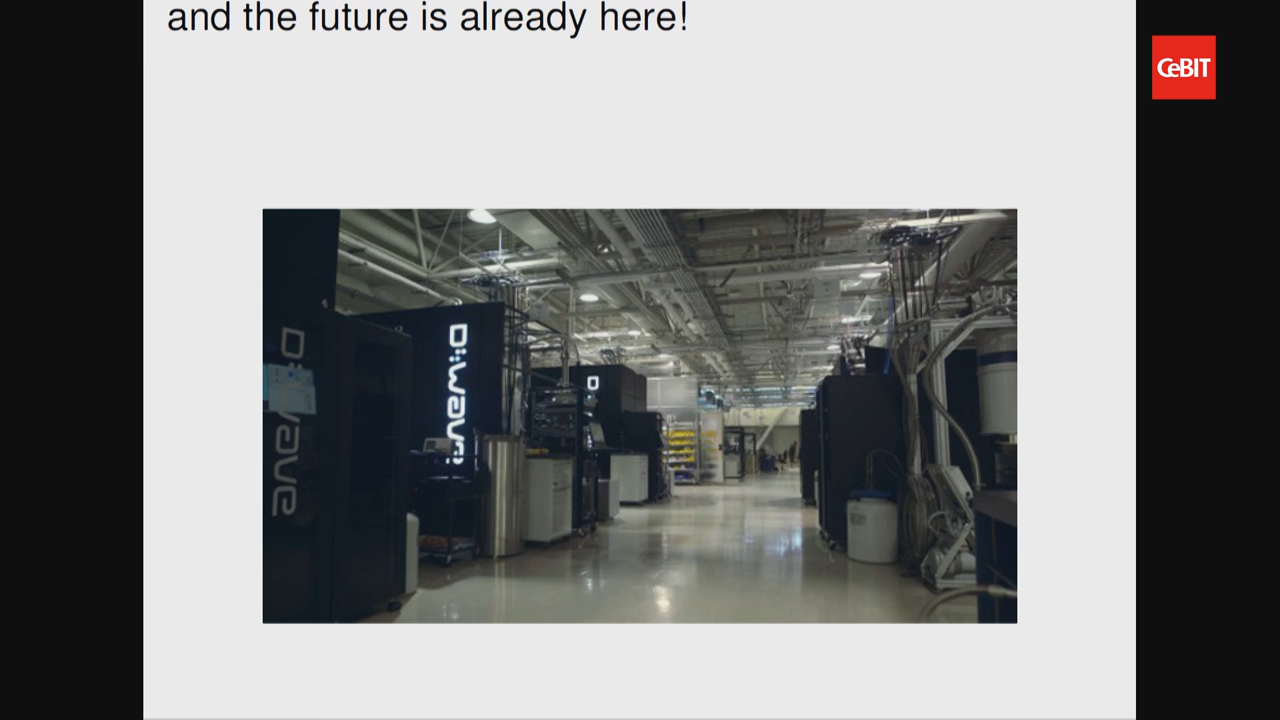 and the future is already here!
CeBIT
D:wave
D:wave
D